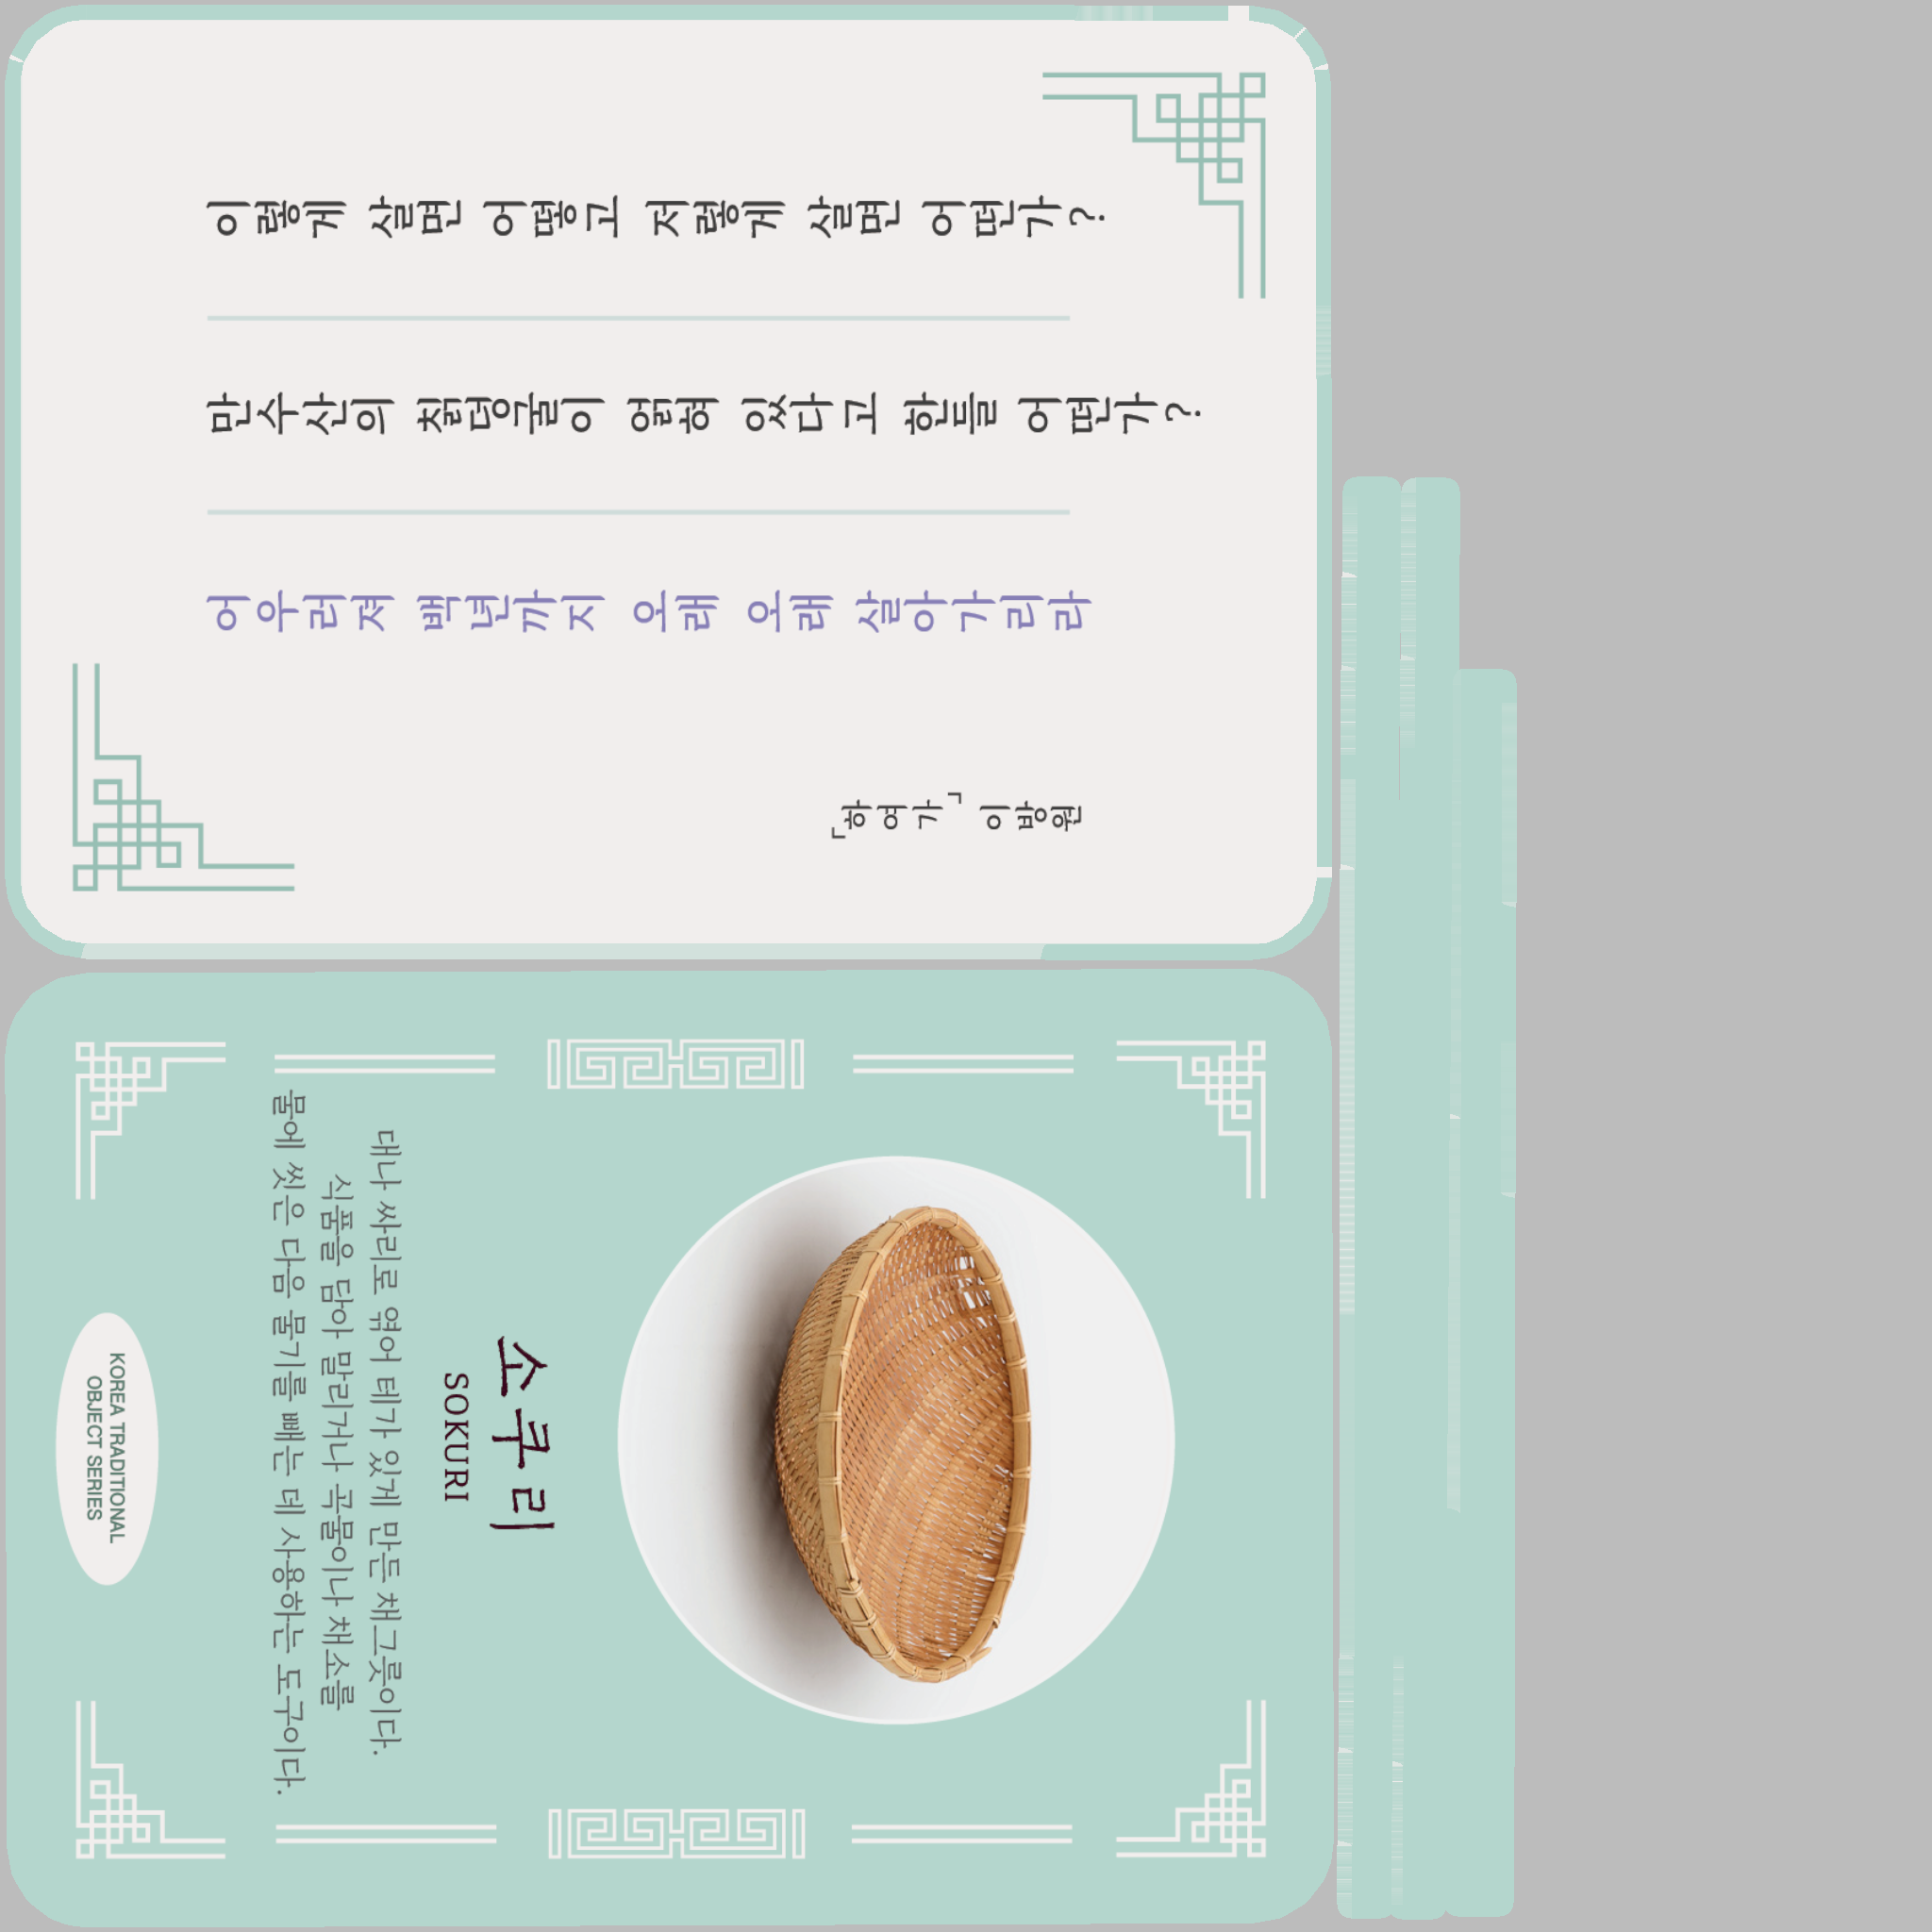 이렇게 살면 어떻고 저렇게 살면 어떤가?
만수산의 칡덩굴이 얽혀 있다고 한들 어떤가?
어우러져 백년까지 오래 오래 살아가리라
「하여가」 이방원
소쿠리
SOKURI
대나 싸리로 엮어 테가 있게 만든 채그릇이다.
식품을 담아 말리거나 곡물이나 채소를
물에 씻은 다음 물기를 빼는 데 사용하는 도구이다.
KOREA TRADITIONAL
OBJECT SERIES